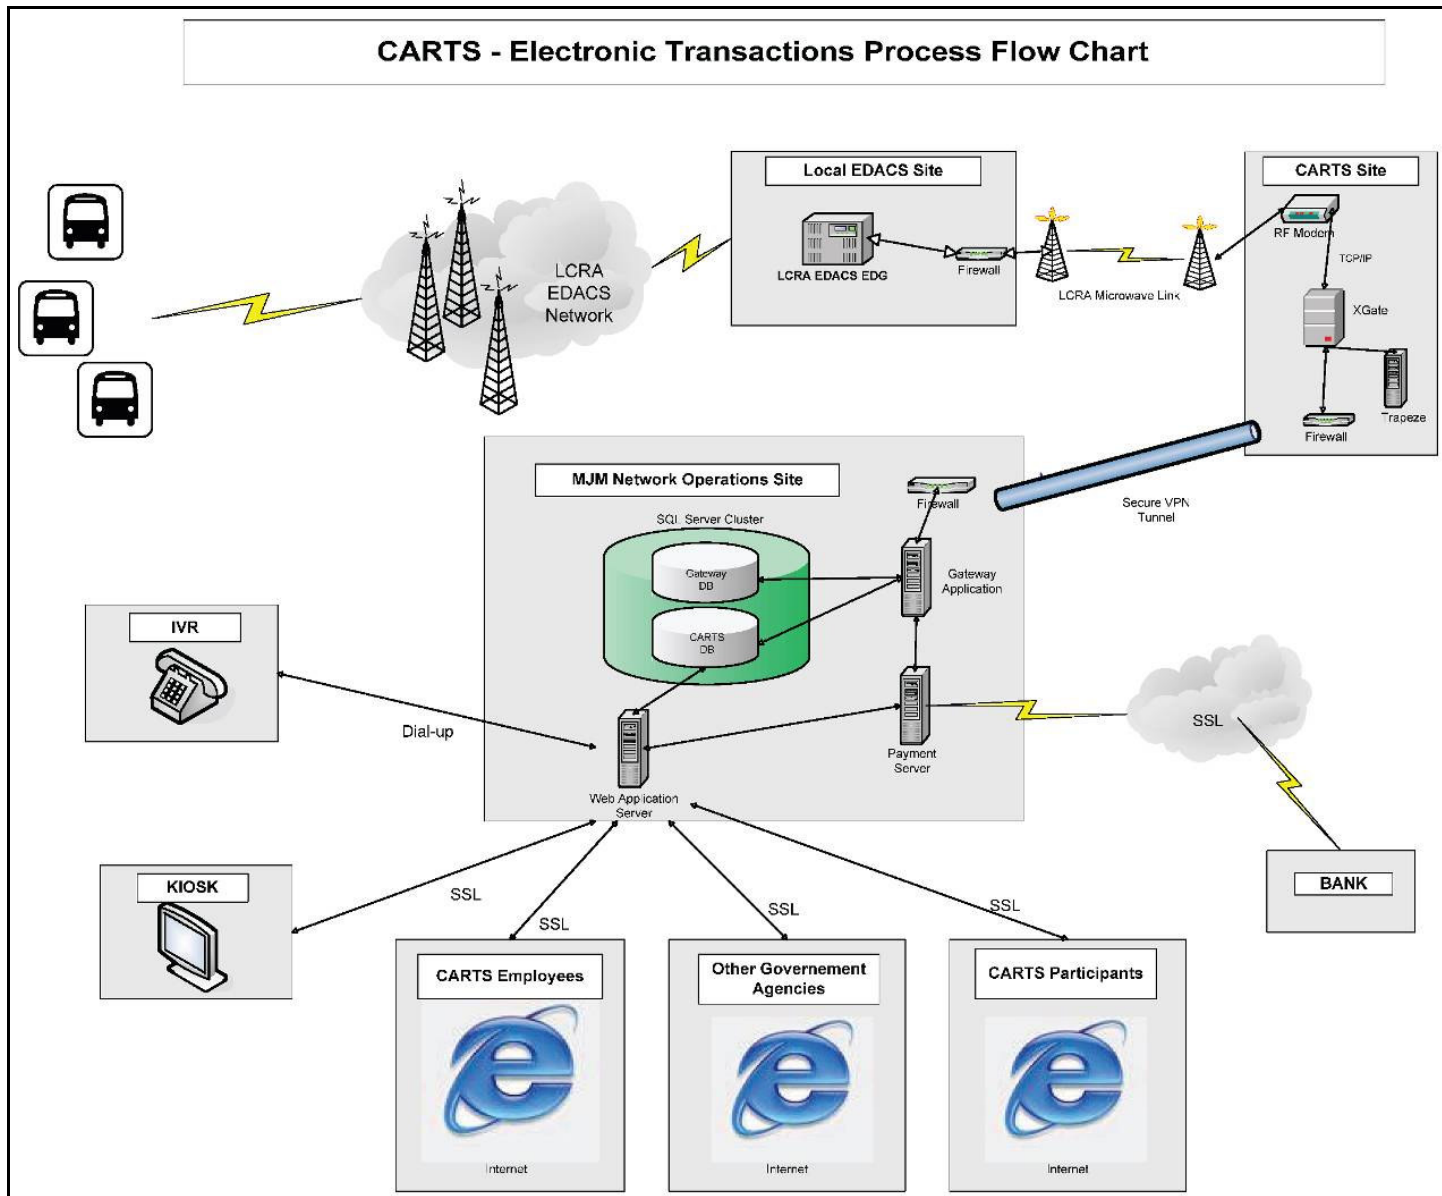 CARTS - Electronic Transactions Process Flow Chart
Local EDACS Site
CARTS Site
RF Modem
LCRA
EDACS
Network
LCRA EDACS EDG
Firewall
LCRA Microwave Link
TCP/IP
XGate
Trapeze
Firewall
MJM Network Operations Site
Firewall
Secure VPN
Tunnel
SQL Server Cluster
Gateway
DB
Gateway
Application
CARTS
DB
IVR
Dial-up
SSL
Payment
Server
Web Application
Server
KIOSK
SSL
SSL
SSL
SSL
BANK
CARTS Employees
Other Governement
Agencies
CARTS Participants
Internet
Internet
Internet